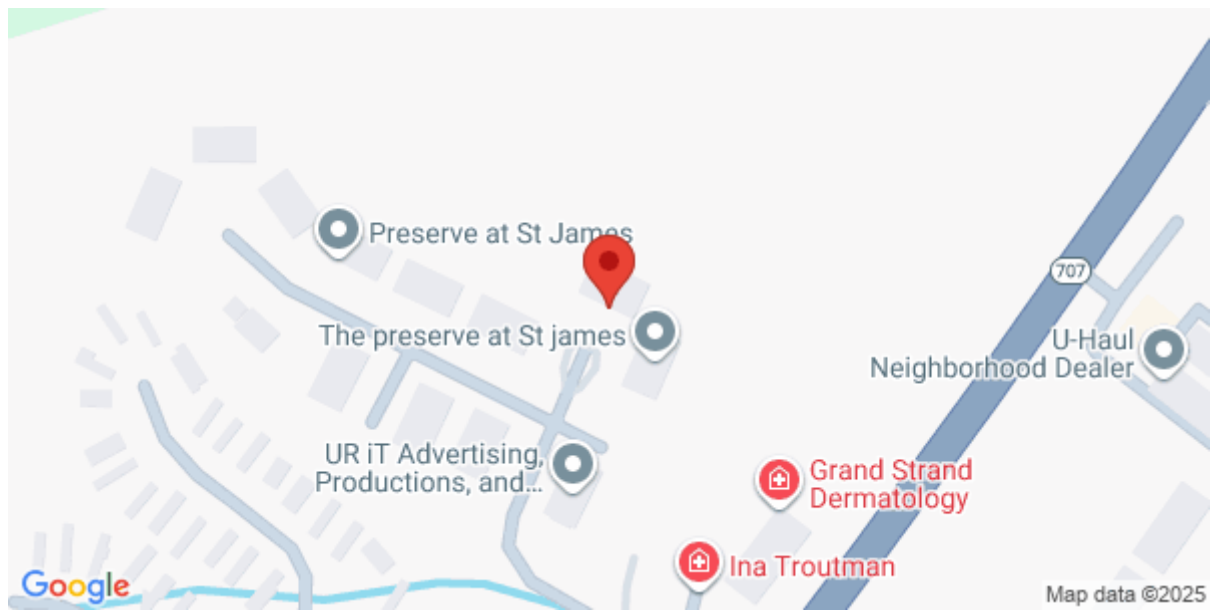 Preserve at St James
707
The preserve at St james
U-Haul
Neighborhood Dealer
UR iT Advertising,
Productions, and...
Grand Strand
Dermatology
Ina Troutman
Google
Map data ©2025